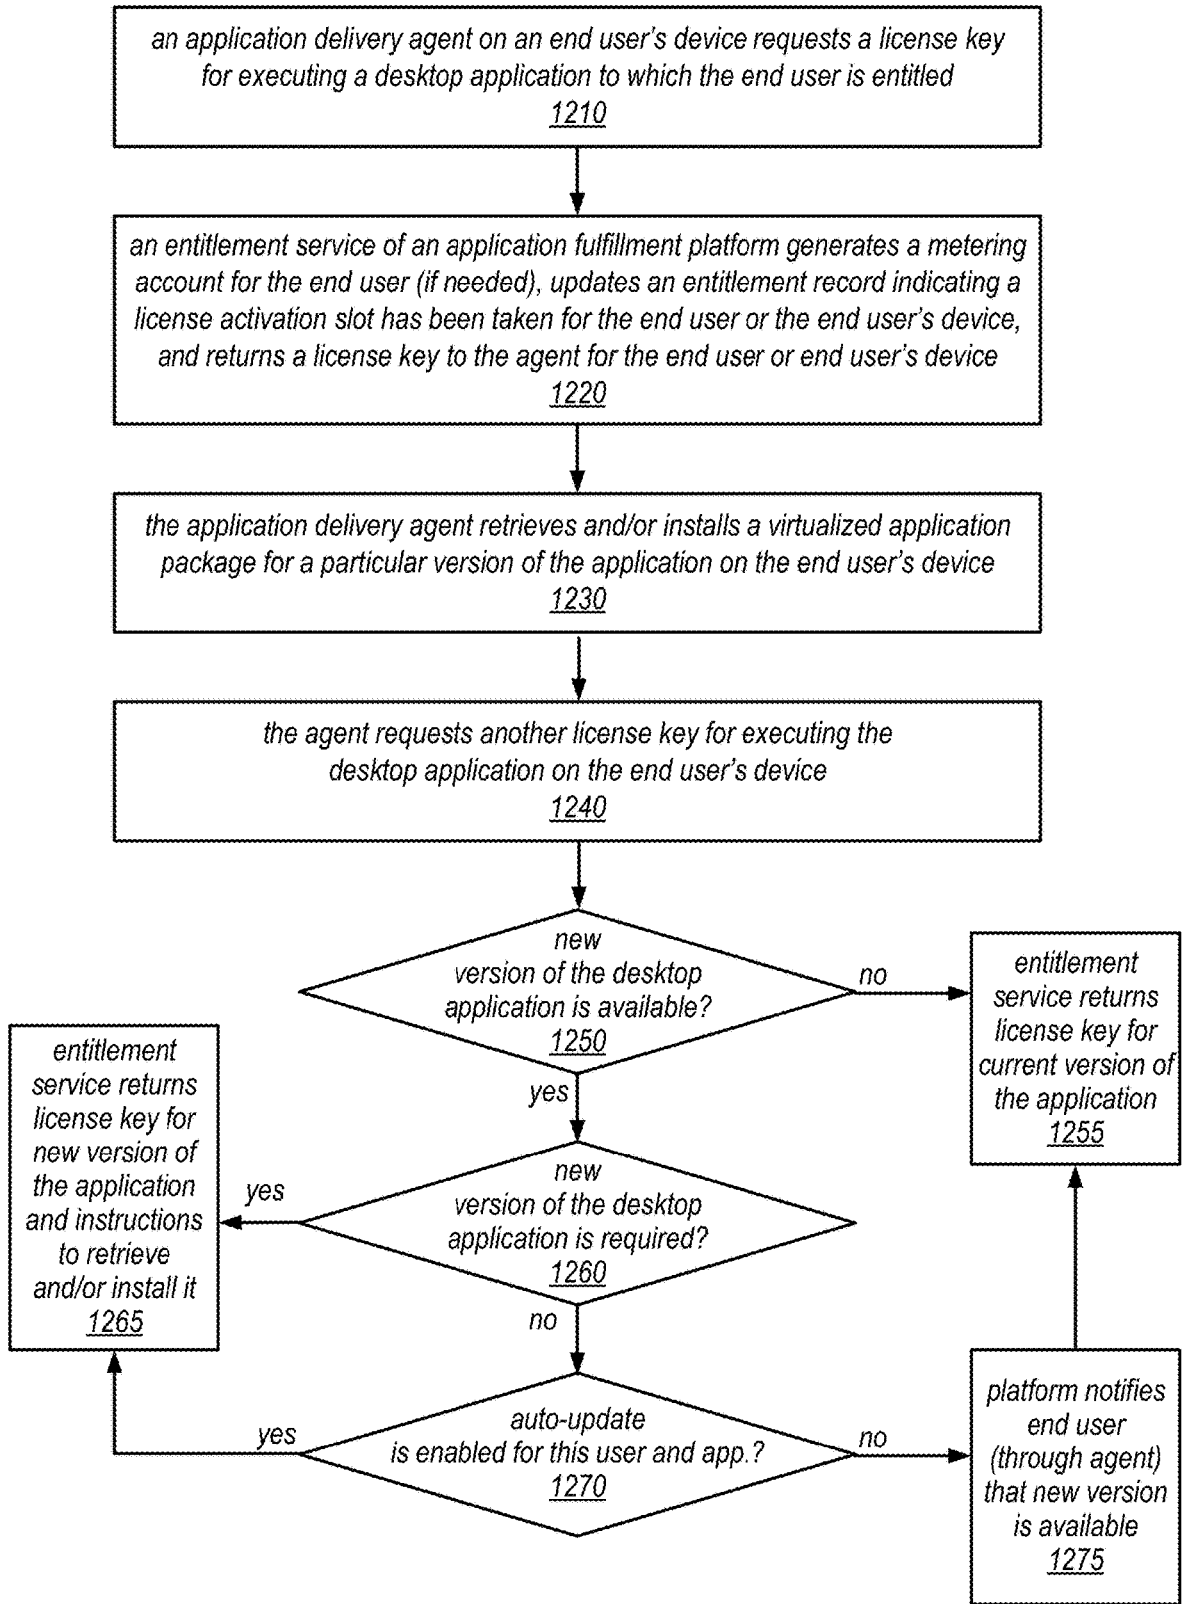 an application delivery agent on an end user's device requests a license key
for executing a desktop application to which the end user is entitled
1210
an entitlement service of an application fulfillment platform generates a metering
account for the end user (if needed), updates an entitlement record indicating a
license activation slot has been taken for the end user or the end user's device,
and returns a license key to the agent for the end user or end user's device
1220
the application delivery agent retrieves and/or installs a virtualized application
package for a particular version of the application on the end user's device
1230
the agent requests another license key for executing the
desktop application on the end user's device
1240
new
version of the desktop
application is available?
1250
no
entitlement
service returns
license key for
current version of
the application
1255
yes
new
version of the desktop
application is required?
1260
yes
entitlement
service returns
license key for
new version of
the application
and instructions
to retrieve
and/or install it
1265
no
auto-update
is enabled for this user and app.?
1270
yes
no
platform notifies
end user
(through agent)
that new version
is available
1275